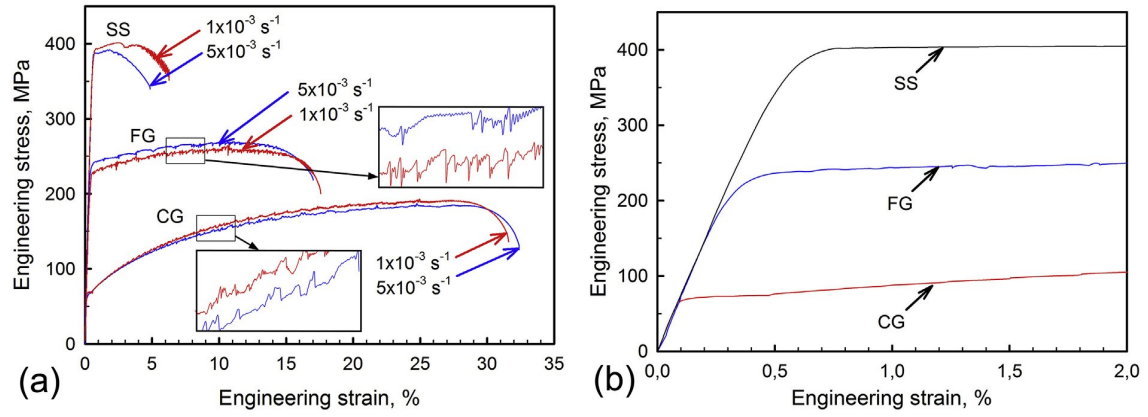 SS
1x10-3 s-1
5x10-3 s-1
5x10-3 s-1
1x10-3 s-1
FG
CG
1x10-3 s-1
5x10-3 s-1
400
300
200
100
0
0 5 10 15 20 25 30 35
Engineering stress, MPa
Engineering strain, %
(a)
SS
FG
CG
400
300
200
100
0
0,0 0,5 1,0 1,5 2,0
Engineering stress, MPa
Engineering strain, %
(b)